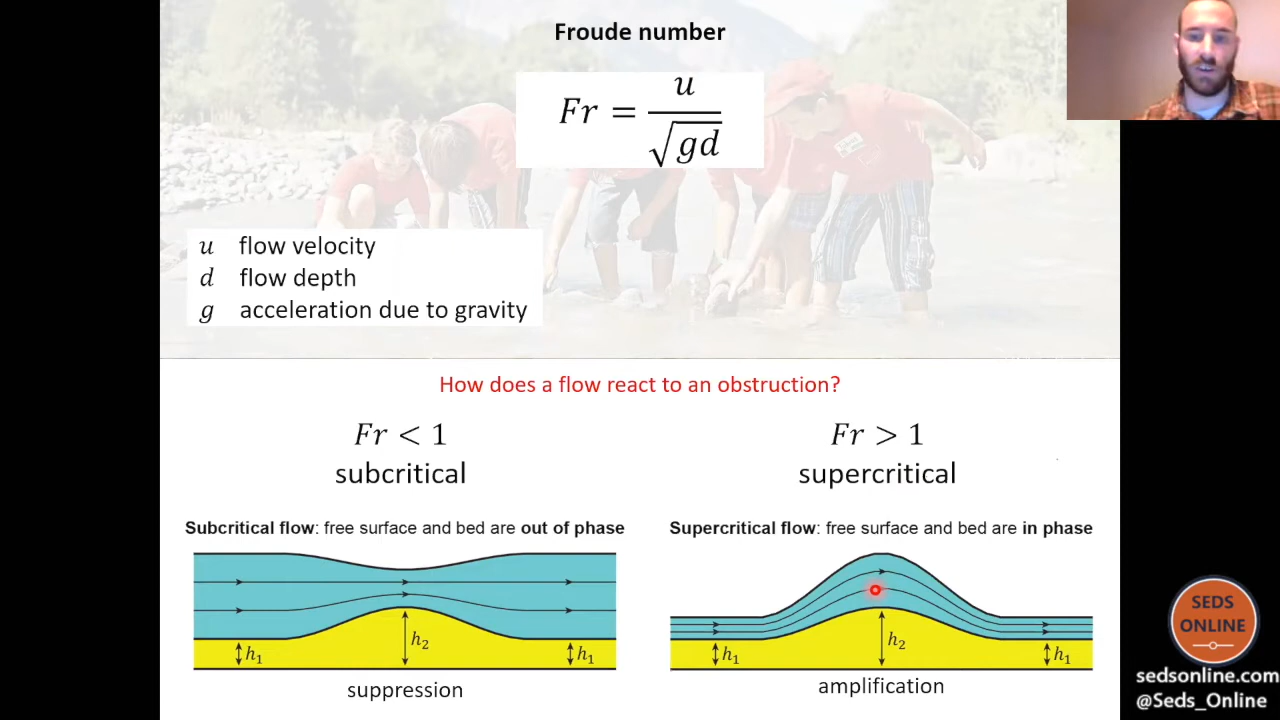 Froude number
Fr = u / √gd
u flow velocity
d flow depth
g acceleration due to gravity
How does a flow react to an obstruction?
Fr < 1
subcritical
Fr > 1
supercritical
Subcritical flow: free surface and bed are out of phase
h₁
h₂
h₁
suppression
Supercritical flow: free surface and bed are in phase
h₁
h₂
h₁
amplification
SEDS
ONLINE
sedsonline.com
@Seds_Online